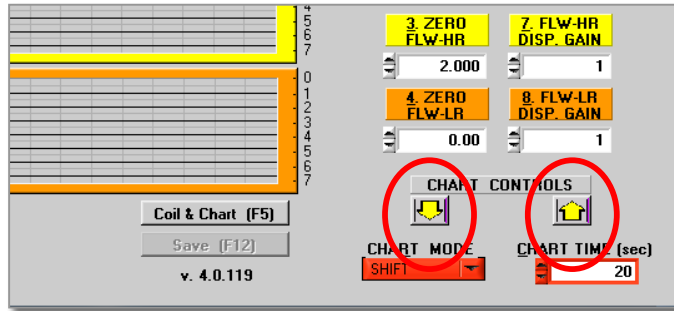 4
5
6
7
0
1
2
3
4
5
6
7
3. ZERO
FLW-HR
7. FLW-HR
DISP. GAIN
2.000
1
4. ZERO
FLW-LR
8. FLW-LR
DISP. GAIN
0.00
1
CHART CONTROLS
Coil & Chart (F5)
Save (F12)
v. 4.0.119
CHART MODE
CHART TIME (sec)
SHIFT
20